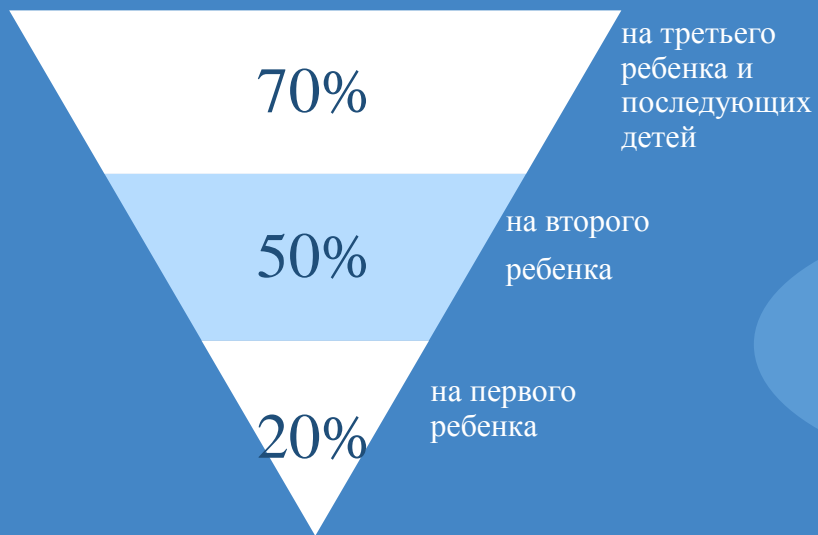 70%
на третьего
ребенка и
последующих
детей
50%
на второго
ребенка
20%
на первого
ребенка